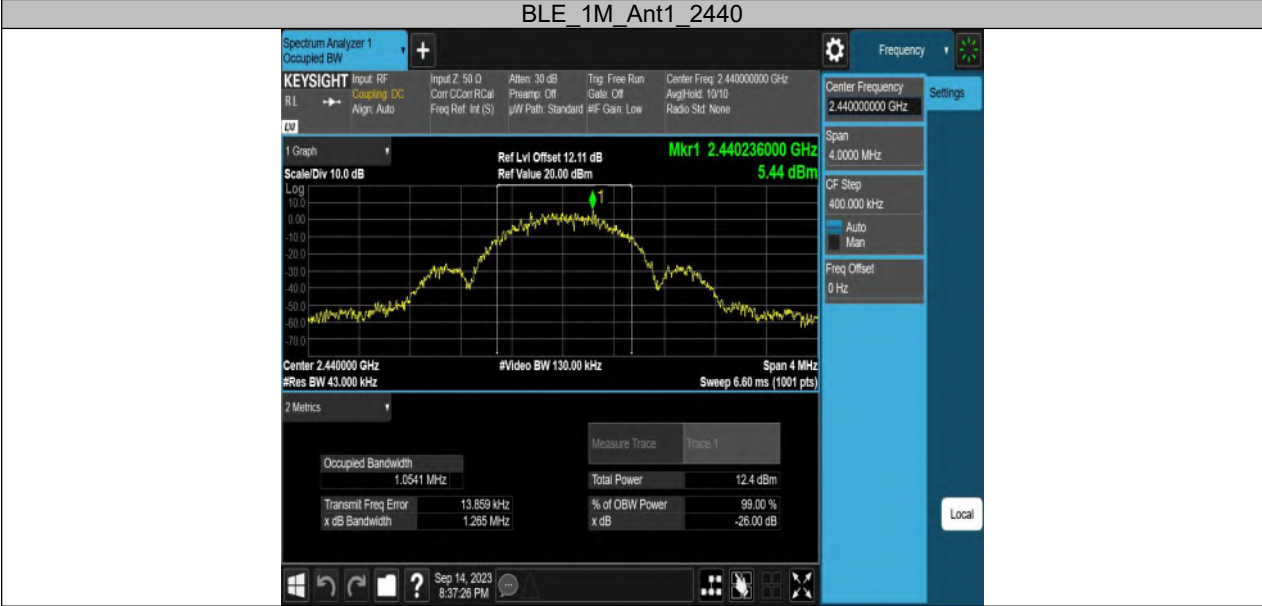 BLE_1M_Ant1_2440
Spectrum Analyzer 1
Occupied BW
+
Frequency
KEYSIGHT
Input: RF
Coupling: DC
Align: Auto
Input Z: 50 Ω
Corr CCorr RCal
Freq Ref: Int (S)
Atten: 30 dB
Preamp: Off
µW Path: Standard
Trig: Free Run
Gate: Off
#IF Gain: Low
Center Freq: 2.440000000 GHz
Avg|Hold: 10/10
Radio Std: None
RL
LXI
Center Frequency
2.440000000 GHz
Settings
Span
4.0000 MHz
CF Step
400.000 kHz
Auto
Man
Freq Offset
0 Hz
Local
1 Graph
Scale/Div 10.0 dB
Ref Lvl Offset 12.11 dB
Ref Value 20.00 dBm
Mkr1 2.440236000 GHz
5.44 dBm
Log
10.0
0.00
-10.0
-20.0
-30.0
-40.0
-50.0
-60.0
-70.0
1
Center 2.440000 GHz
#Res BW 43.000 kHz
#Video BW 130.00 kHz
Span 4 MHz
Sweep 6.60 ms (1001 pts)
2 Metrics
Measure Trace Trace 1
Occupied Bandwidth
1.0541 MHz
Total Power 12.4 dBm
Transmit Freq Error 13.859 kHz
% of OBW Power 99.00 %
x dB Bandwidth 1.265 MHz
x dB -26.00 dB
?
Sep 14, 2023
8:37:26 PM